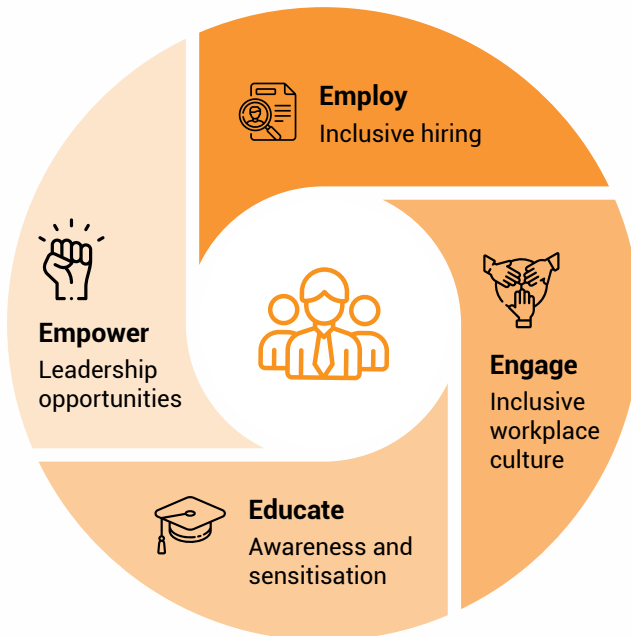 Employ
Inclusive hiring
Engage
Inclusive
workplace
culture
Educate
Awareness and
sensitisation
Empower
Leadership
opportunities